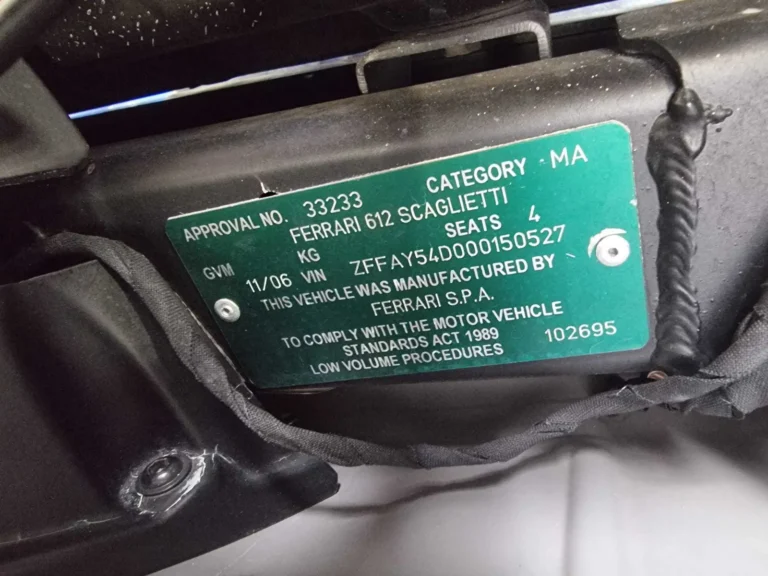 APPROVAL NO. 33233 CATEGORY MA
FERRARI 612 SCAGLIETTI
GVM KG SEATS 4
11/06 VIN ZFFAY54D000150527
THIS VEHICLE WAS MANUFACTURED BY
FERRARI S.P.A.
TO COMPLY WITH THE MOTOR VEHICLE
STANDARDS ACT 1989
LOW VOLUME PROCEDURES 102695